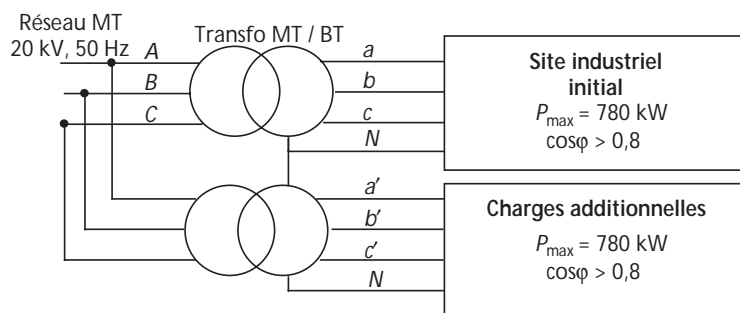 Réseau MT
20 kV, 50 Hz
Transfo MT / BT
A
B
C
a
b
c
N
Site industriel
initial
Pmax = 780 kW
cosφ > 0,8
a'
b'
c'
N
Charges additionnelles
Pmax = 780 kW
cosφ > 0,8